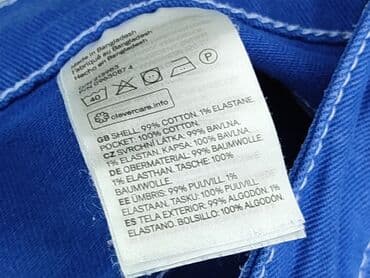 Made in Bangladesh
Fabriqué au Bangladesh
Hecho en Bangladesh
40
clevercare.info
GB SHELL: 99% COTTON, 1% ELASTANE.
POCKET: 100% COTTON.
CZ SVRCHNÍ LÁTKA: 99% BAVLNA,
1% ELASTAN. KAPSA: 100% BAVLNA.
DE OBERMATERIAL: 99% BAUMWOLLE,
1% ELASTHAN. TASCHE: 100%
BAUMWOLLE.
EE ÜMBRIS: 99% PUUVILL, 1%
ELASTAAN. TASKU: 100% PUUVILL.
ES TELA EXTERIOR: 99% ALGODÓN, 1%
ELASTANO. BOLSILLO: 100% ALGODÓN.